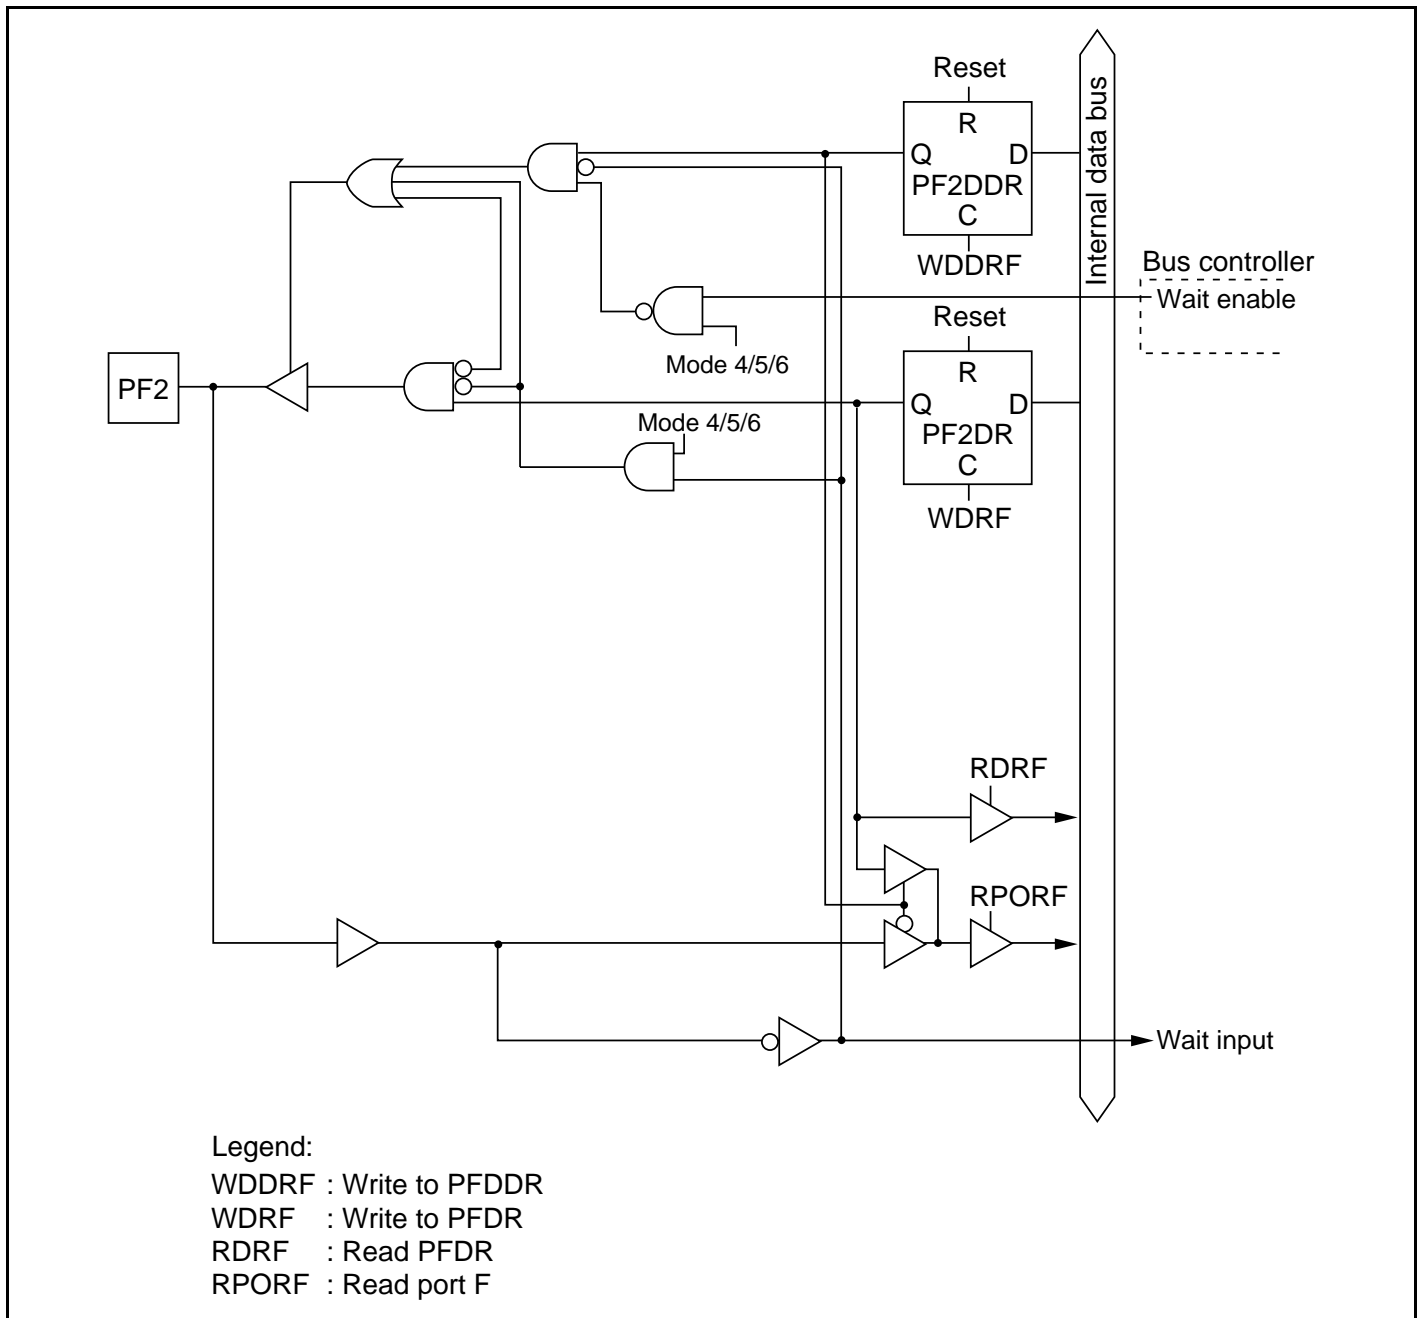 Reset
R
Q D
PF2DDR
C
WDDRF
Internal data bus
Bus controller
Wait enable
Mode 4/5/6
Reset
R
Q D
PF2DR
C
WDRF
PF2
Mode 4/5/6
RDRF
RPORF
Wait input
Legend:
WDDRF : Write to PFDDR
WDRF : Write to PFDR
RDRF : Read PFDR
RPORF : Read port F